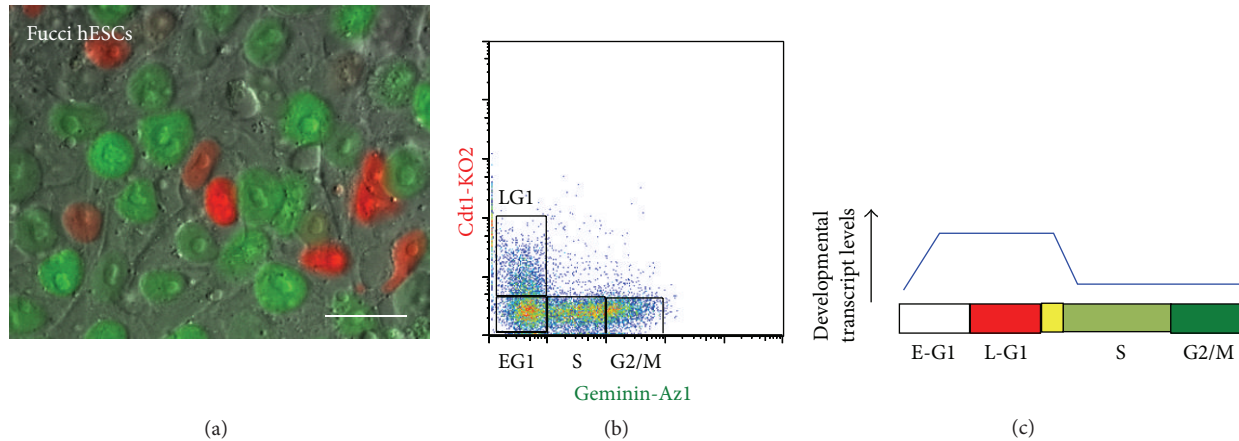 Fucci hESCs
(a)
Cdt1-KO2
LG1
EG1 S G2/M
Geminin-Az1
(b)
Developmental
transcript levels
E-G1 L-G1 S G2/M
(c)